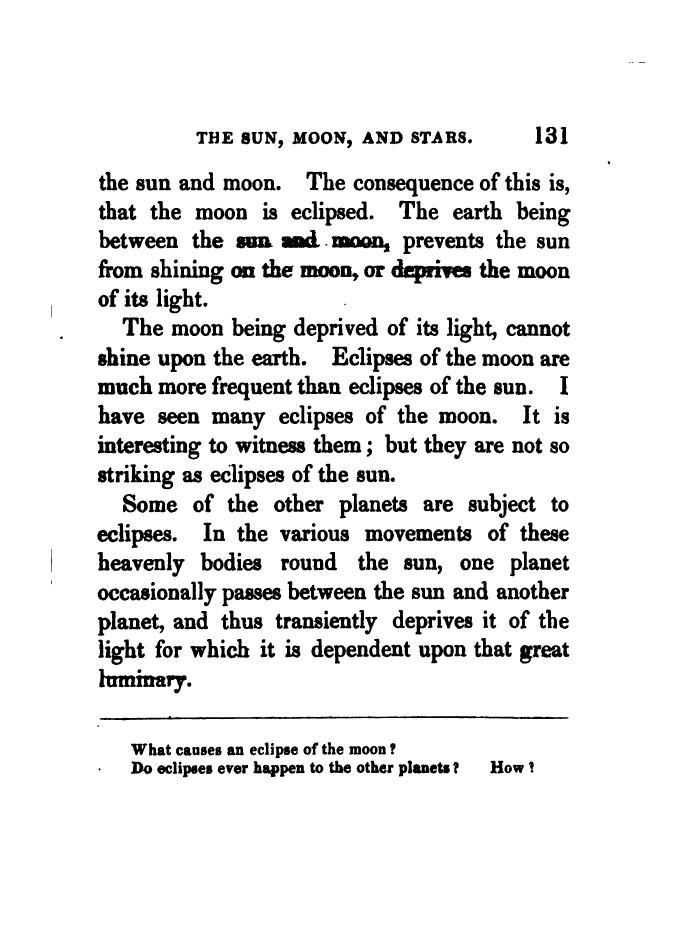 THE SUN, MOON, AND STARS. 131
the sun and moon. The consequence of this is,
that the moon is eclipsed. The earth being
between the sun and moon, prevents the sun
from shining on the moon, or deprives the moon
of its light.
The moon being deprived of its light, cannot
shine upon the earth. Eclipses of the moon are
much more frequent than eclipses of the sun. I
have seen many eclipses of the moon. It is
interesting to witness them; but they are not so
striking as eclipses of the sun.
Some of the other planets are subject to
eclipses. In the various movements of these
heavenly bodies round the sun, one planet
occasionally passes between the sun and another
planet, and thus transiently deprives it of the
light for which it is dependent upon that great
luminary.
What causes an eclipse of the moon?
Do eclipses ever happen to the other planets? How?